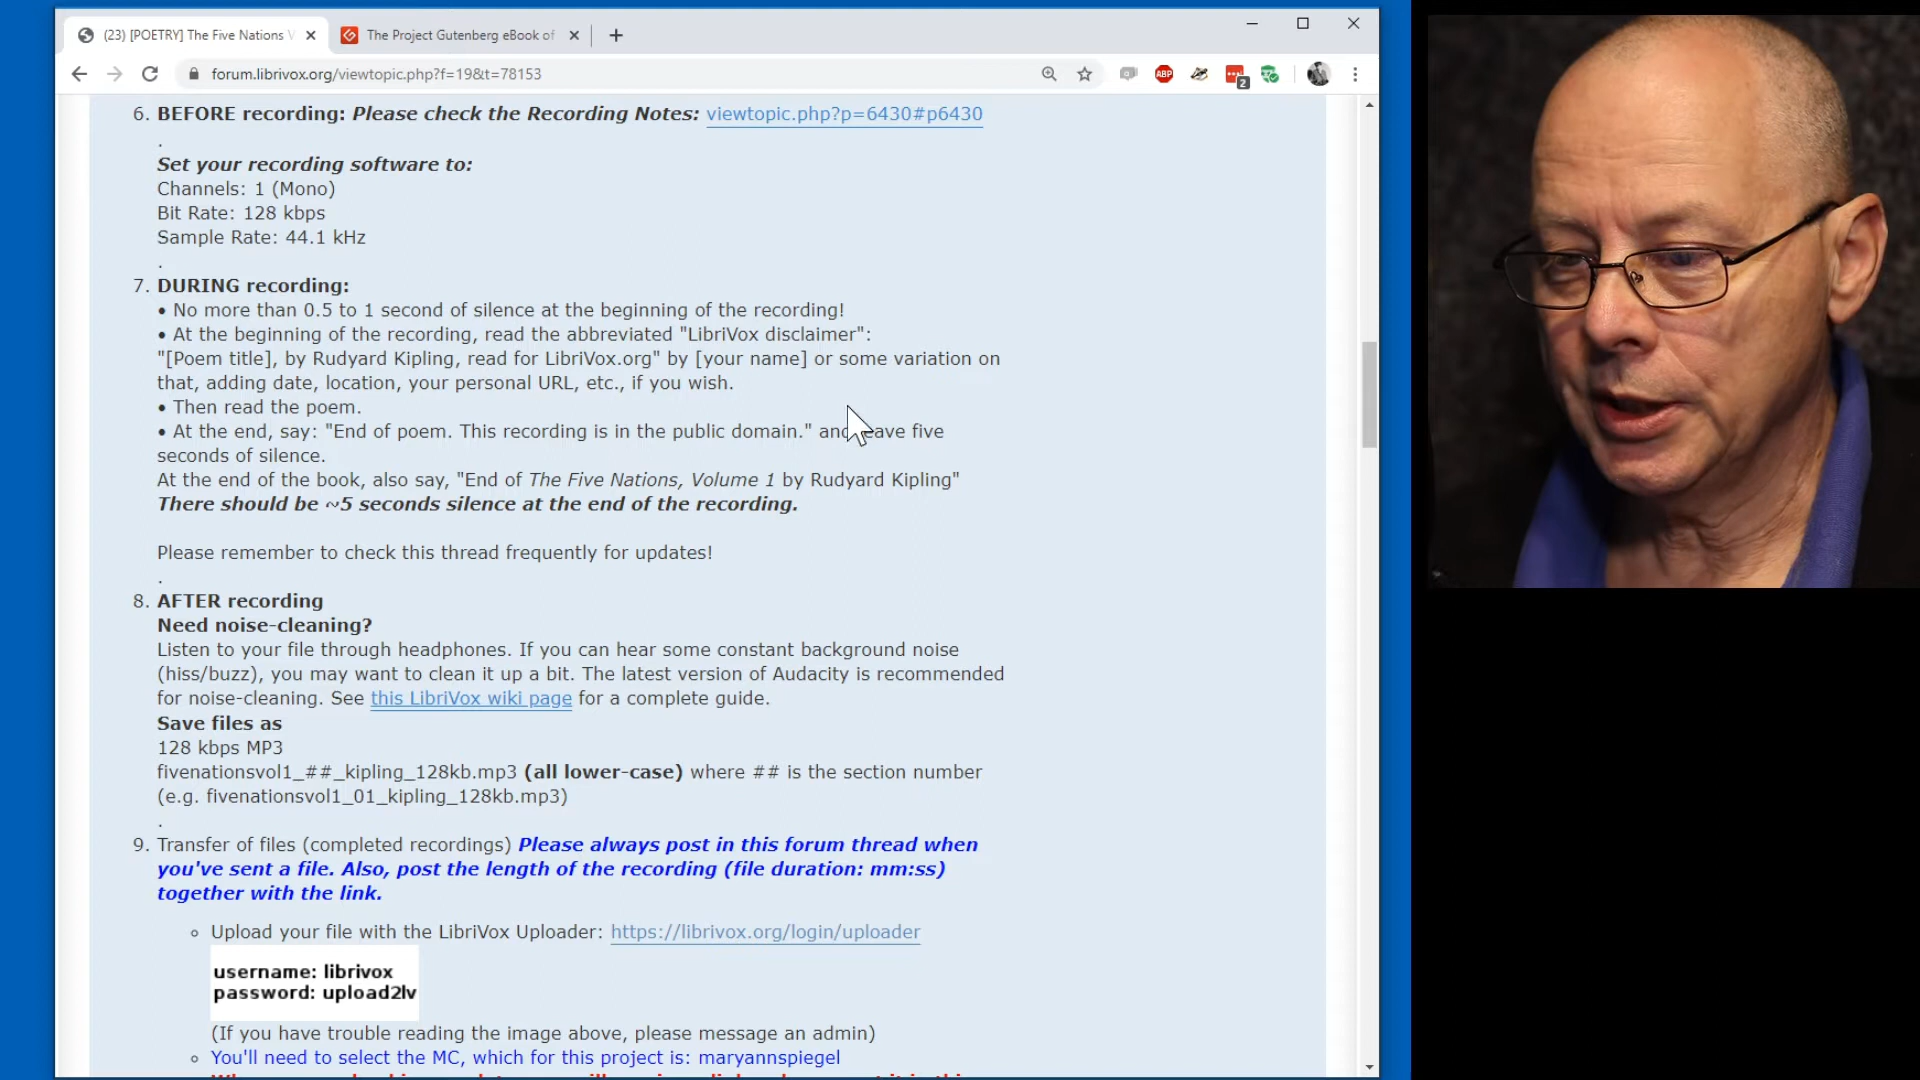 (23) [POETRY] The Five Nations V
The Project Gutenberg eBook of
forum.librivox.org/viewtopic.php?f=19&t=78153
ABP
2
6. BEFORE recording: Please check the Recording Notes: viewtopic.php?p=6430#p6430
.
Set your recording software to:
Channels: 1 (Mono)
Bit Rate: 128 kbps
Sample Rate: 44.1 kHz
.
7. DURING recording:
• No more than 0.5 to 1 second of silence at the beginning of the recording!
• At the beginning of the recording, read the abbreviated "LibriVox disclaimer":
"[Poem title], by Rudyard Kipling, read for LibriVox.org" by [your name] or some variation on
that, adding date, location, your personal URL, etc., if you wish.
• Then read the poem.
• At the end, say: "End of poem. This recording is in the public domain." and leave five
seconds of silence.
At the end of the book, also say, "End of The Five Nations, Volume 1 by Rudyard Kipling"
There should be ~5 seconds silence at the end of the recording.
Please remember to check this thread frequently for updates!
.
8. AFTER recording
Need noise-cleaning?
Listen to your file through headphones. If you can hear some constant background noise
(hiss/buzz), you may want to clean it up a bit. The latest version of Audacity is recommended
for noise-cleaning. See this LibriVox wiki page for a complete guide.
Save files as
128 kbps MP3
fivenationsvol1_##_kipling_128kb.mp3 (all lower-case) where ## is the section number
(e.g. fivenationsvol1_01_kipling_128kb.mp3)
.
9. Transfer of files (completed recordings) Please always post in this forum thread when
you've sent a file. Also, post the length of the recording (file duration: mm:ss)
together with the link.
Upload your file with the LibriVox Uploader: https://librivox.org/login/uploader
username: librivox
password: upload2lv
(If you have trouble reading the image above, please message an admin)
You'll need to select the MC, which for this project is: maryannspiegel